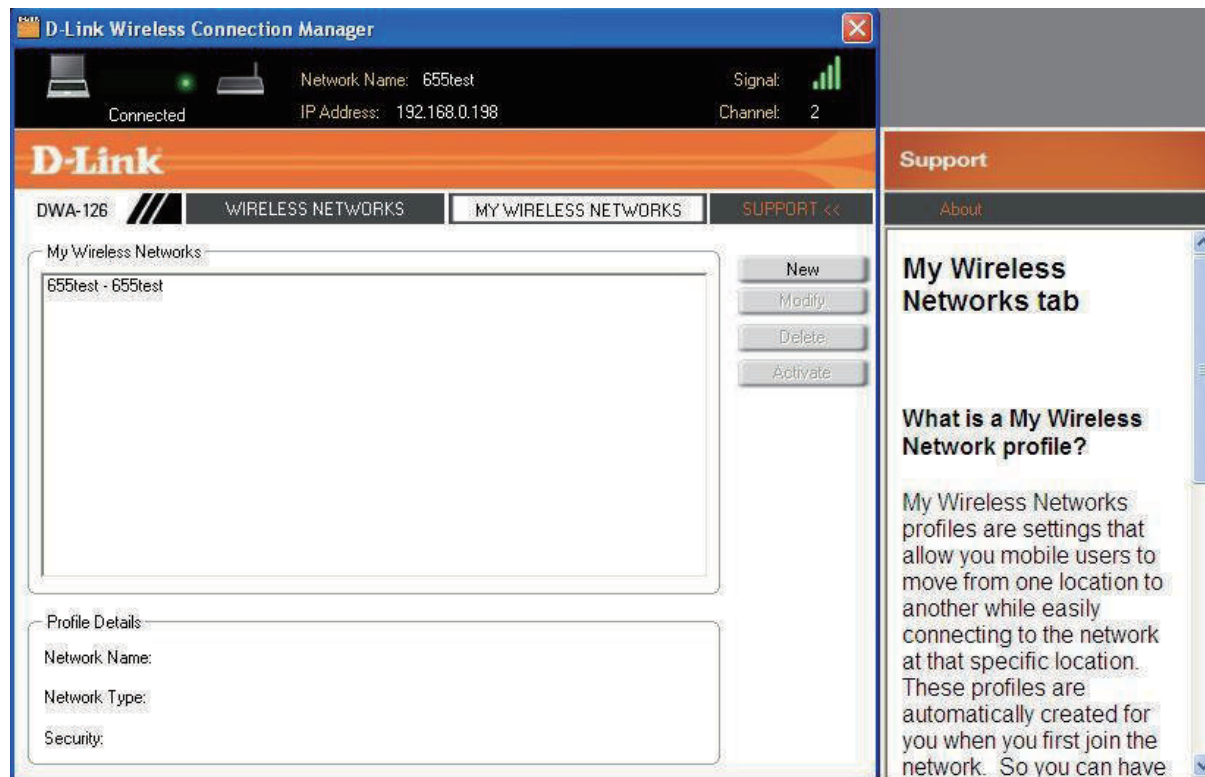 D-Link Wireless Connection Manager
Network Name: 655test
Signal:
Connected
IP Address: 192.168.0.198
Channel: 2
D-Link
DWA-126
WIRELESS NETWORKS
MY WIRELESS NETWORKS
SUPPORT <<
My Wireless Networks
655test - 655test
New
Modify
Delete
Activate
Profile Details
Network Name:
Network Type:
Security:
Support
About
My Wireless
Networks tab
What is a My Wireless
Network profile?
My Wireless Networks
profiles are settings that
allow you mobile users to
move from one location to
another while easily
connecting to the network
at that specific location.
These profiles are
automatically created for
you when you first join the
network. So you can have